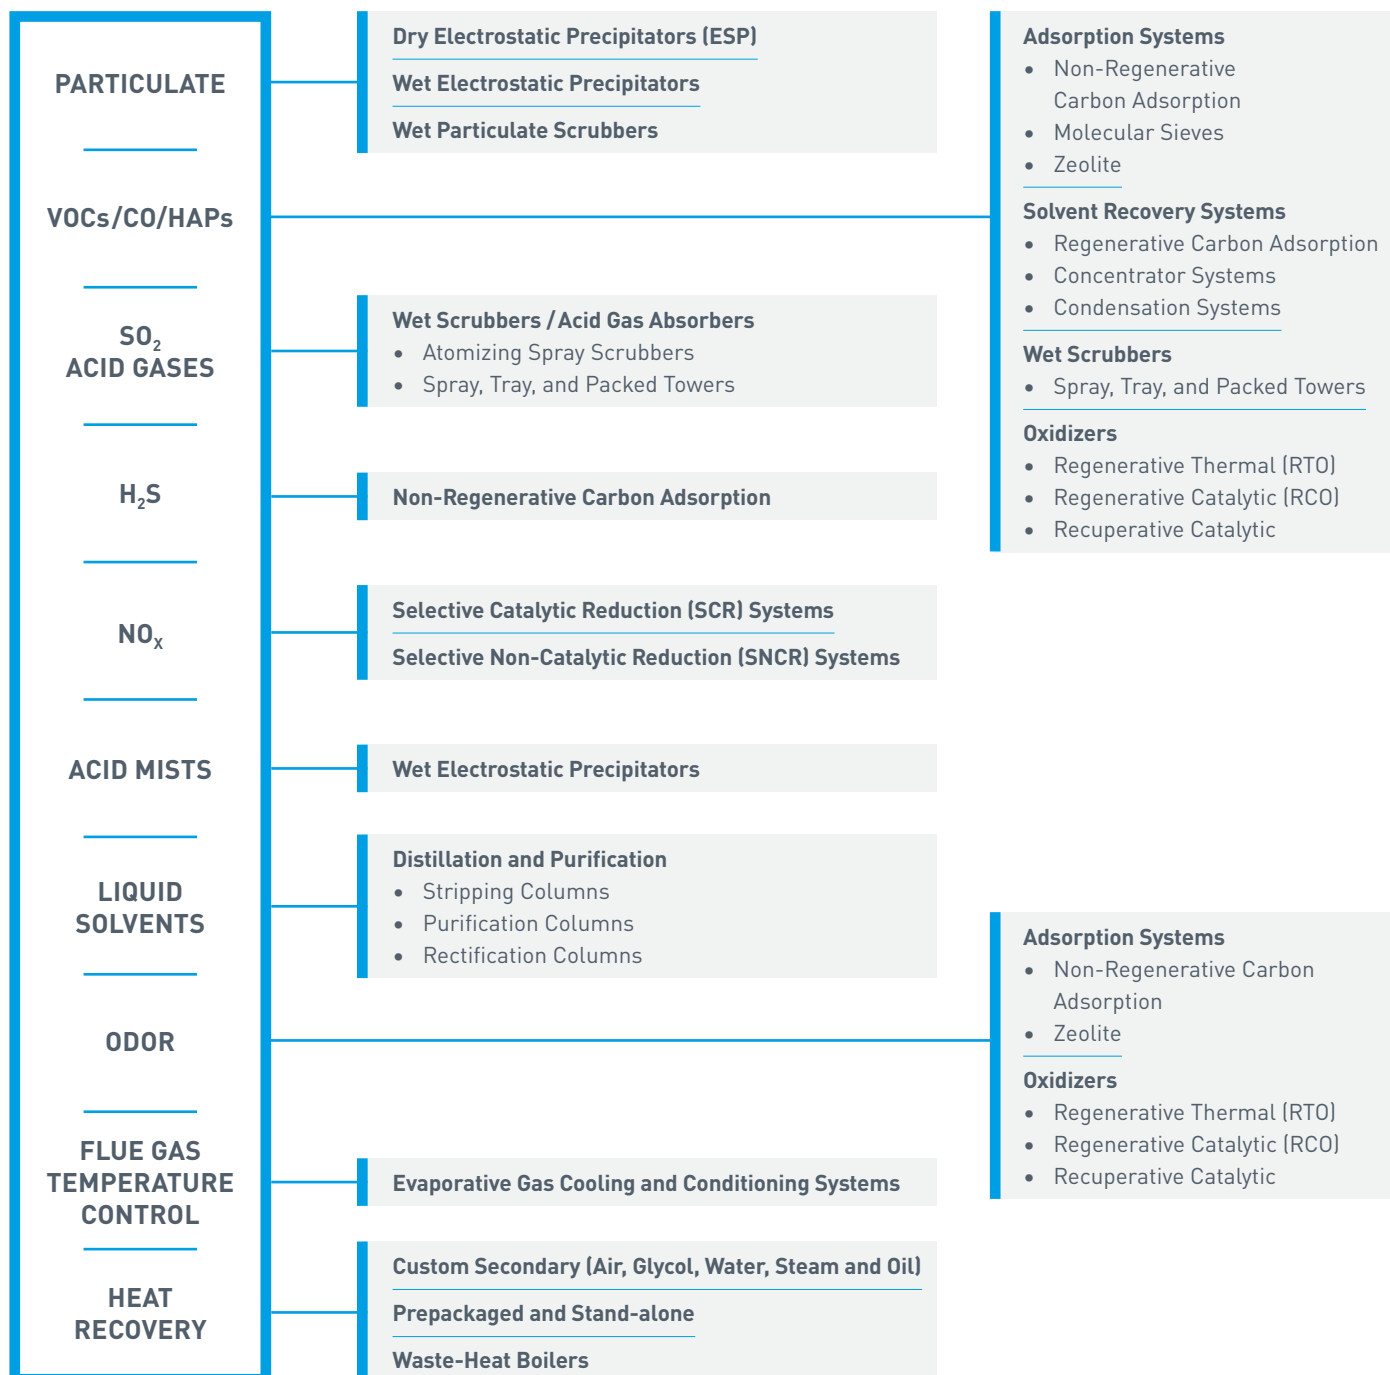 PARTICULATE
Dry Electrostatic Precipitators (ESP)
Wet Electrostatic Precipitators
Wet Particulate Scrubbers
VOCs/CO/HAPs
Adsorption Systems
• Non-Regenerative
Carbon Adsorption
• Molecular Sieves
• Zeolite
Solvent Recovery Systems
• Regenerative Carbon Adsorption
• Concentrator Systems
• Condensation Systems
Wet Scrubbers
• Spray, Tray, and Packed Towers
Oxidizers
• Regenerative Thermal (RTO)
• Regenerative Catalytic (RCO)
• Recuperative Catalytic
SO₂
ACID GASES
Wet Scrubbers / Acid Gas Absorbers
• Atomizing Spray Scrubbers
• Spray, Tray, and Packed Towers
H₂S
Non-Regenerative Carbon Adsorption
NOₓ
Selective Catalytic Reduction (SCR) Systems
Selective Non-Catalytic Reduction (SNCR) Systems
ACID MISTS
Wet Electrostatic Precipitators
LIQUID
SOLVENTS
Distillation and Purification
• Stripping Columns
• Purification Columns
• Rectification Columns
ODOR
Adsorption Systems
• Non-Regenerative Carbon
Adsorption
• Zeolite
Oxidizers
• Regenerative Thermal (RTO)
• Regenerative Catalytic (RCO)
• Recuperative Catalytic
FLUE GAS
TEMPERATURE
CONTROL
Evaporative Gas Cooling and Conditioning Systems
HEAT
RECOVERY
Custom Secondary (Air, Glycol, Water, Steam and Oil)
Prepackaged and Stand-alone
Waste-Heat Boilers